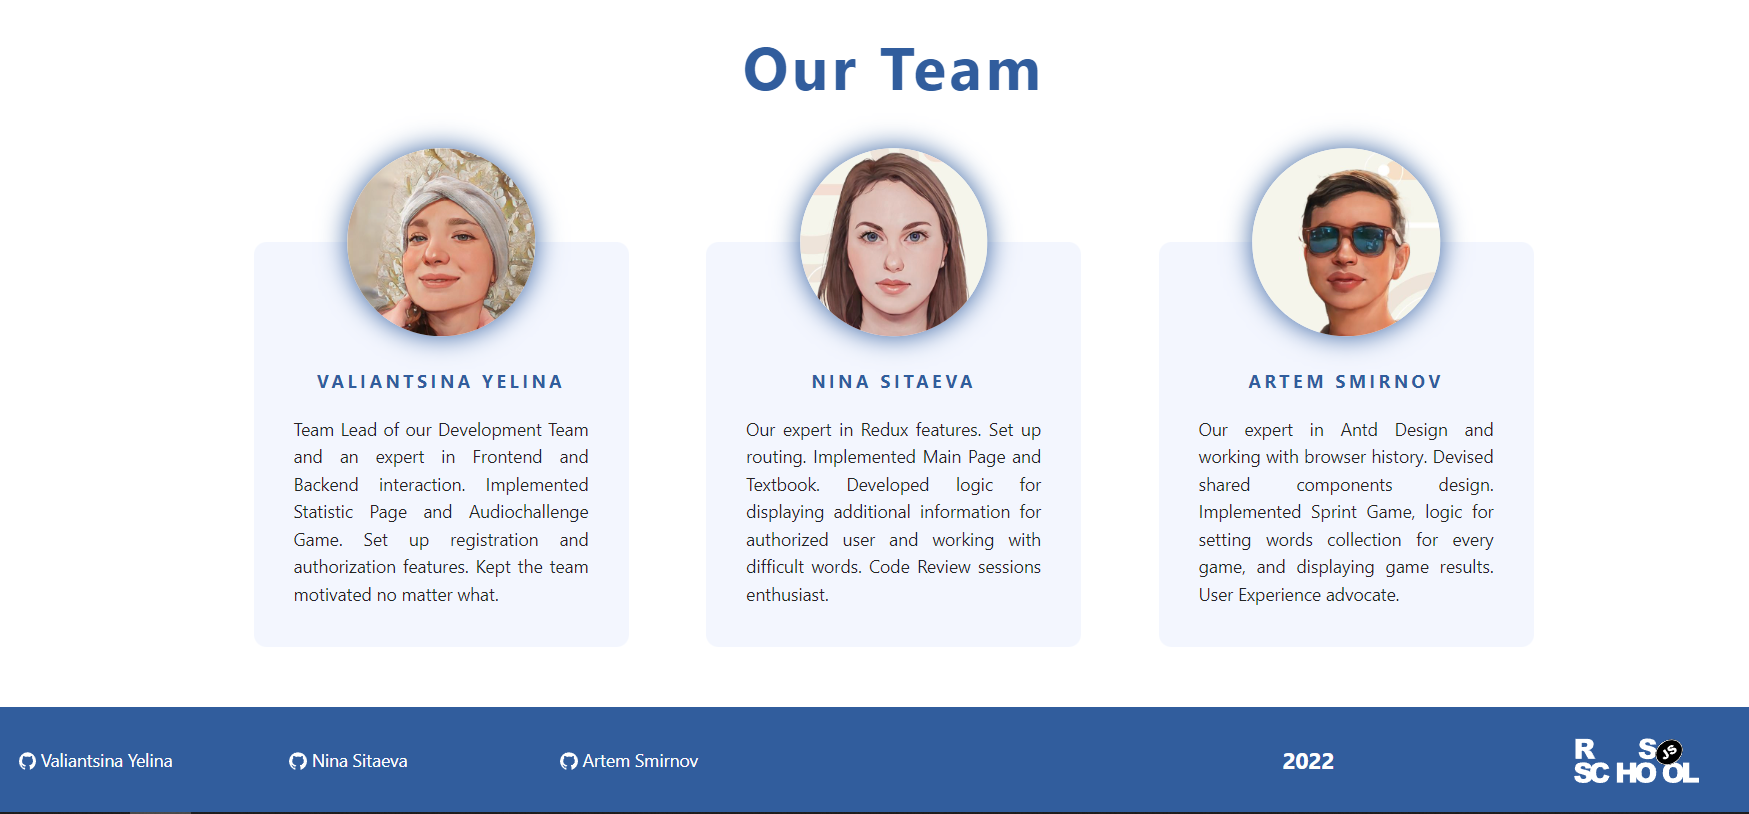 Our Team
VALIANTSINA YELINA
Team Lead of our Development Team
and an expert in Frontend and
Backend interaction. Implemented
Statistic Page and Audiochallenge
Game. Set up registration and
authorization features. Kept the team
motivated no matter what.
NINA SITAEVA
Our expert in Redux features. Set up
routing. Implemented Main Page and
Textbook. Developed logic for
displaying additional information for
authorized user and working with
difficult words. Code Review sessions
enthusiast.
ARTEM SMIRNOV
Our expert in Antd Design and
working with browser history. Devised
shared components design.
Implemented Sprint Game, logic for
setting words collection for every
game, and displaying game results.
User Experience advocate.
Valiantsina Yelina
Nina Sitaeva
Artem Smirnov
2022
R S JS
SCHOOL